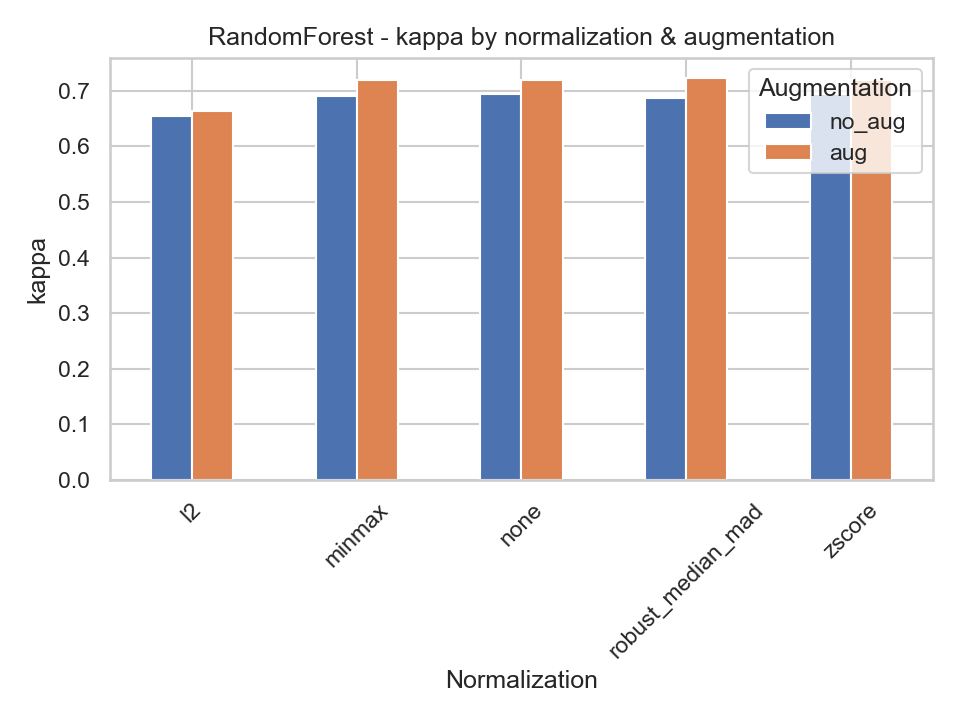 RandomForest - kappa by normalization & augmentation
Augmentation
no_aug
aug
kappa
0.7
0.6
0.5
0.4
0.3
0.2
0.1
0.0
l2
minmax
none
robust_median_mad
zscore
Normalization